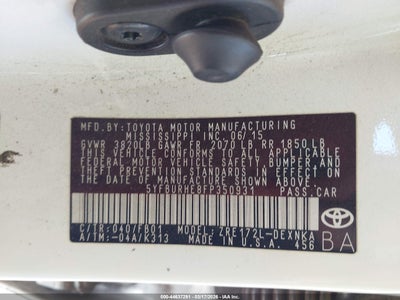 MFD.BY: TOYOTA MOTOR MANUFACTURING
MISSISSIPPI INC. 06/15
GVWR 3820LB GAWR FR 2070LB RR 1850LB
THIS VEHICLE CONFORMS TO ALL APPLICABLE
FEDERAL MOTOR VEHICLE SAFETY, BUMPER, AND
THEFT PREVENTION STANDARDS IN EFFECT ON
THE DATE OF MANUFACTURE SHOWN ABOVE.
5YFBURHE8FP350931 PASS.CAR
C/TR: 040/FB01 MODEL: ZRE172L-DEXNKA
A/TM: -04A/K313 MADE IN U.S.A. 456
TOYOTA
BA